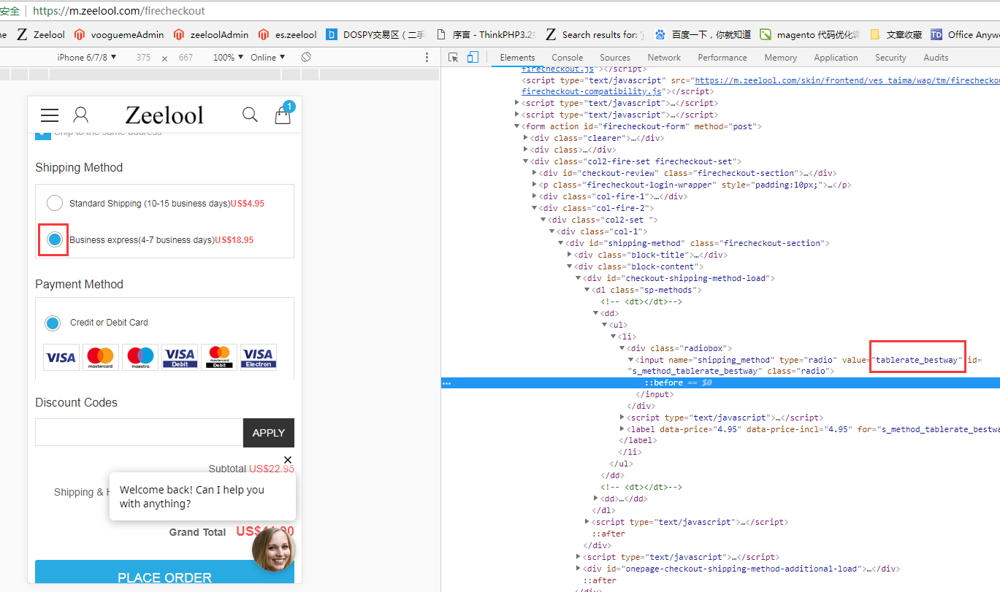 安全 | https://m.zeelool.com/firecheckout
ne Zeelool vooguemeAdmin zeeloolAdmin es.zeelool DOSPY交易区（二手 序言 - ThinkPHP3.2 Search results for: 'j 百度一下，你就知道 magento 代码优化 文章收藏 TD Office Anyw
iPhone 6/7/8 ▼ 375 x 667 100% ▼ Online ▼
Elements Console Sources Network Performance Memory Application Security Audits
Zeelool 1
Ship to the same address
Shipping Method
Standard Shipping (10-15 business days)US$4.95
Business express(4-7 business days)US$18.95
Payment Method
Credit or Debit Card
VISA mastercard maestro VISA Debit mastercard Debit VISA Electron
Discount Codes
APPLY
Subtotal US$22.95
Shipping & H
Welcome back! Can I help you
with anything?
Grand Total
PLACE ORDER
firecheckout.js"></script>
<script type="text/javascript" src="https://m.zeelool.com/skin/frontend/ves_taima/wap/tm/firecheckou
firecheckout-compatibility.js"></script>
▶<script type="text/javascript">…</script>
▶<script type="text/javascript">…</script>
▼<form action id="firecheckout-form" method="post">
▶<div class="clearer">…</div>
▶<div class>…</div>
▼<div class="col2-fire-set firecheckout-set">
▶<div id="checkout-review" class="firecheckout-section">…</div>
▶<p class="firecheckout-login-wrapper" style="padding:10px;">…</p>
▶<div class="col-fire-1">…</div>
▼<div class="col-fire-2">
▼<div class="col2-set ">
▼<div class="col-1">
▼<div id="shipping-method" class="firecheckout-section">
▶<div class="block-title">…</div>
▼<div class="block-content">
▼<div id="checkout-shipping-method-load">
▼<dl class="sp-methods">
<!-- <dt></dt>-->
▼<dd>
▼<ul>
▼<li>
▼<div class="radiobox">
▼<input name="shipping_method" type="radio" value="tablerate_bestway" id=
"s_method_tablerate_bestway" class="radio">
… ::before == $0
</input>
</div>
▶<script type="text/javascript">…</script>
▶<label data-price="4.95" data-price-incl="4.95" for="s_method_tablerate_bestwa
</label>
</li>
</ul>
</dd>
<!-- <dt></dt>-->
▶<dd>…</dd>
</dl>
▶<script type="text/javascript">…</script>
::after
</div>
▶<script type="text/javascript">…</script>
▶<div id="onepage-checkout-shipping-method-additional-load">…</div>
::after
</div>